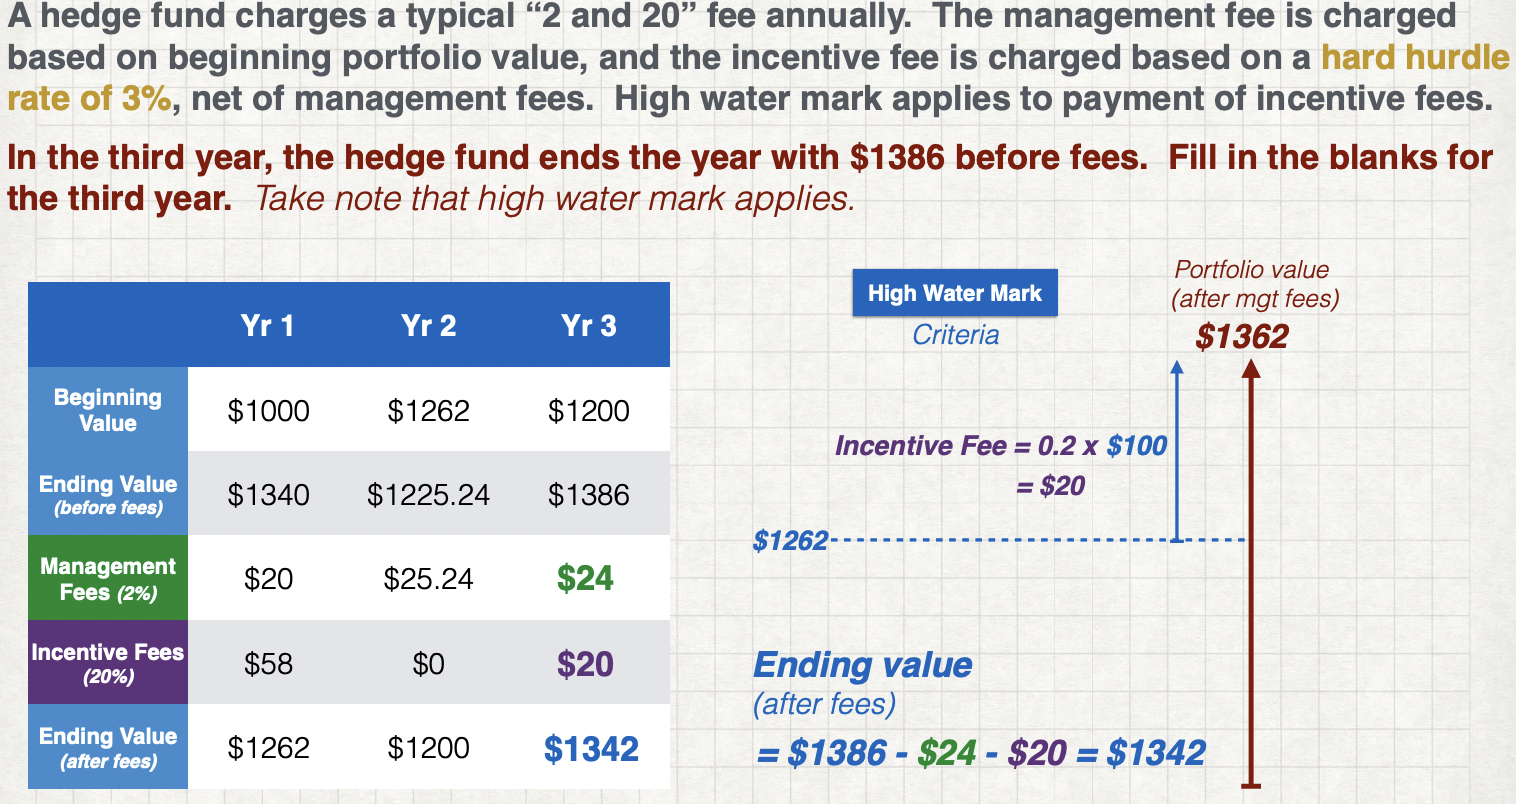 A hedge fund charges a typical “2 and 20” fee annually.  The management fee is charged
based on beginning portfolio value, and the incentive fee is charged based on a hard hurdle
rate of 3%, net of management fees.  High water mark applies to payment of incentive fees.
In the third year, the hedge fund ends the year with $1386 before fees.  Fill in the blanks for
the third year.  Take note that high water mark applies.
Yr 1 Yr 2 Yr 3
Beginning
Value
$1000 $1262 $1200
Ending Value
(before fees)
$1340 $1225.24 $1386
Management
Fees (2%)
$20 $25.24 $24
Incentive Fees
(20%)
$58 $0 $20
Ending Value
(after fees)
$1262 $1200 $1342
High Water Mark
Criteria
Portfolio value
(after mgt fees)
$1362
Incentive Fee = 0.2 x $100
= $20
$1262
Ending value
(after fees)
= $1386 - $24 - $20 = $1342